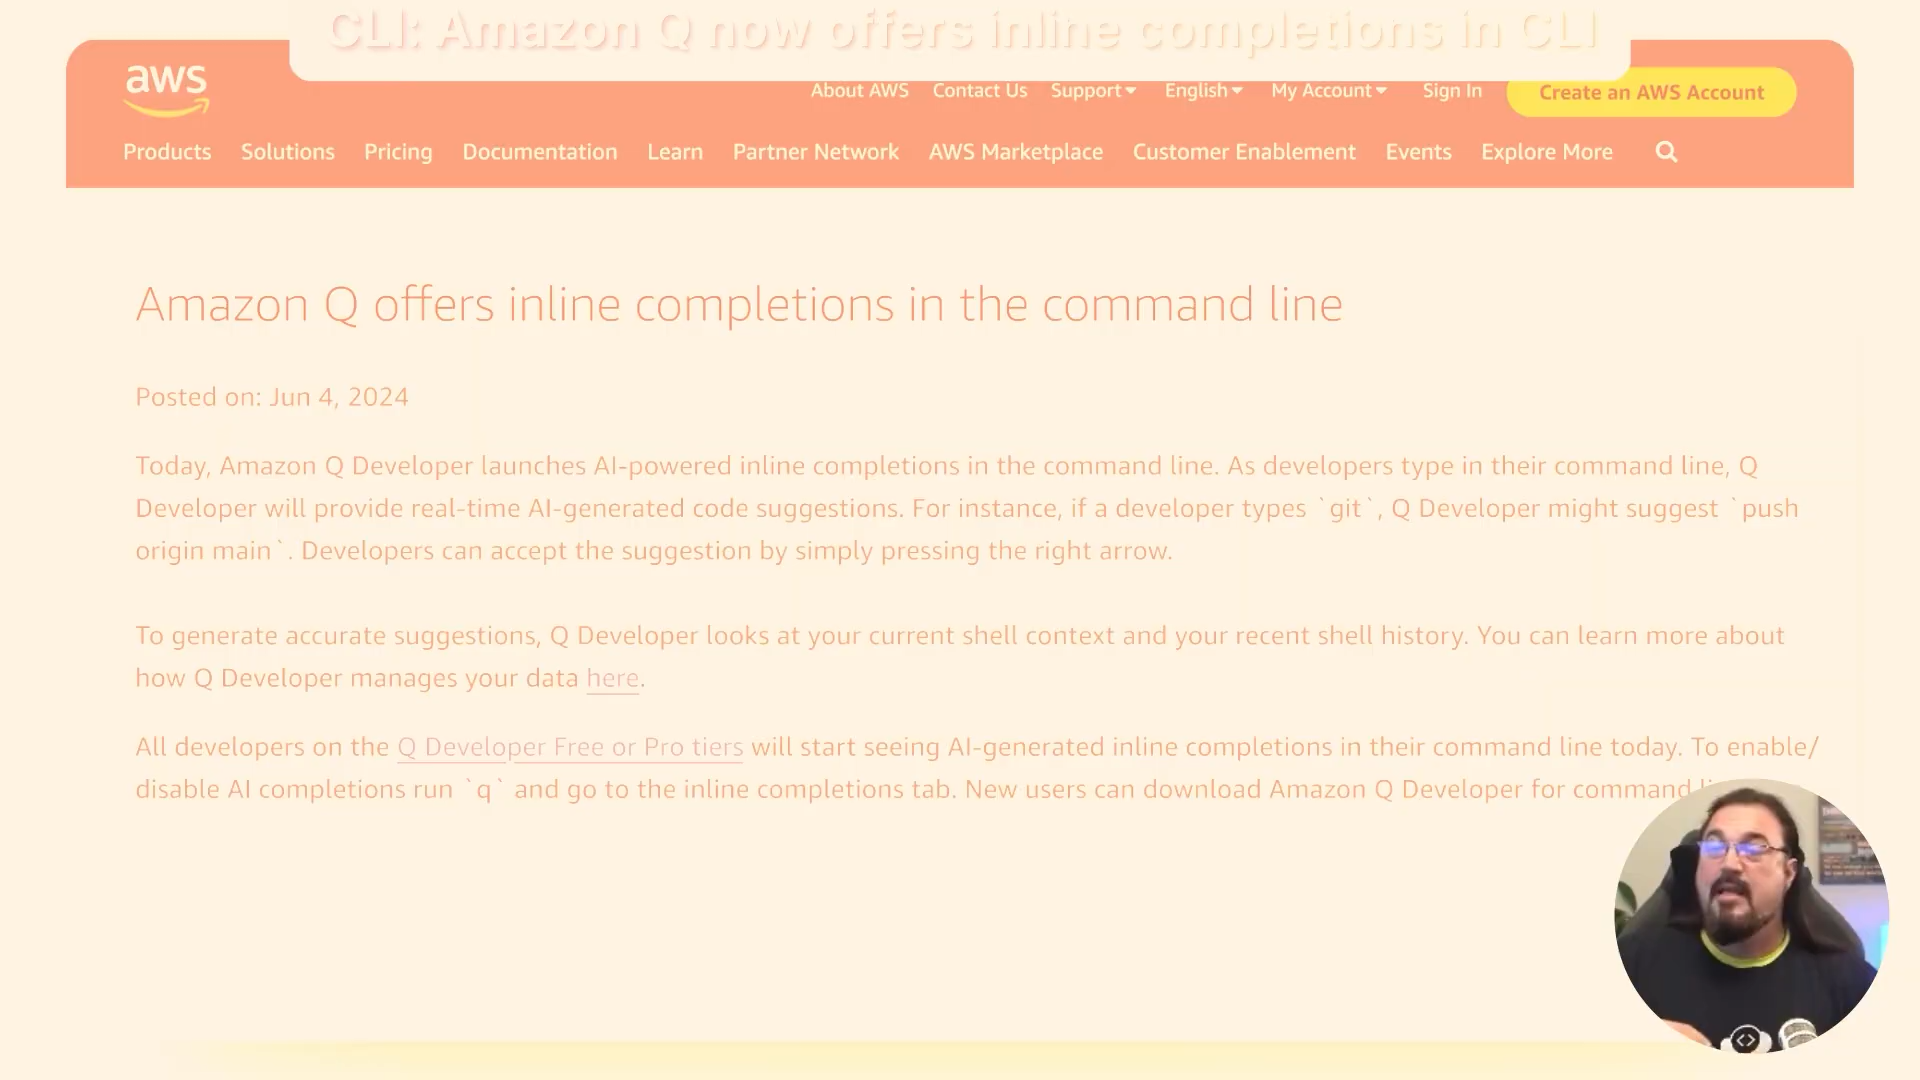 CLI: Amazon Q now offers inline completions in CLI
aws
About AWS Contact Us Support English My Account Sign In Create an AWS Account
Products Solutions Pricing Documentation Learn Partner Network AWS Marketplace Customer Enablement Events Explore More
Amazon Q offers inline completions in the command line
Posted on: Jun 4, 2024
Today, Amazon Q Developer launches AI-powered inline completions in the command line. As developers type in their command line, Q
Developer will provide real-time AI-generated code suggestions. For instance, if a developer types `git`, Q Developer might suggest `push
origin main`. Developers can accept the suggestion by simply pressing the right arrow.
To generate accurate suggestions, Q Developer looks at your current shell context and your recent shell history. You can learn more about
how Q Developer manages your data here.
All developers on the Q Developer Free or Pro tiers will start seeing AI-generated inline completions in their command line today. To enable/
disable AI completions run `q` and go to the inline completions tab. New users can download Amazon Q Developer for command